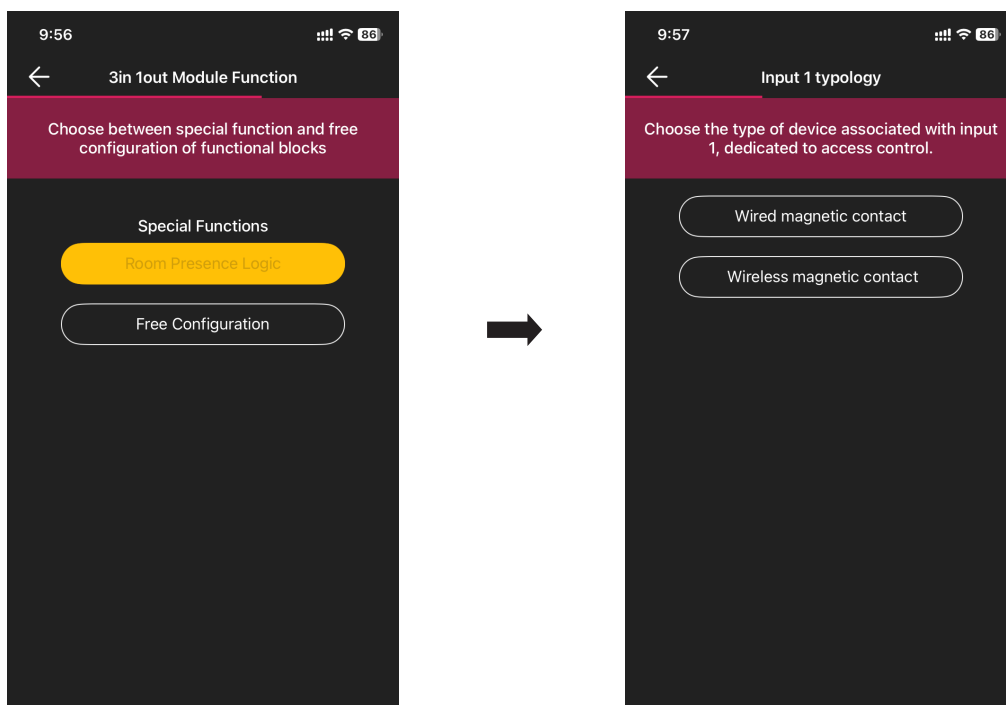 9:56
86
3in 1out Module Function
Choose between special function and free
configuration of functional blocks
Special Functions
Room Presence Logic
Free Configuration
9:57
86
Input 1 typology
Choose the type of device associated with input
1, dedicated to access control.
Wired magnetic contact
Wireless magnetic contact